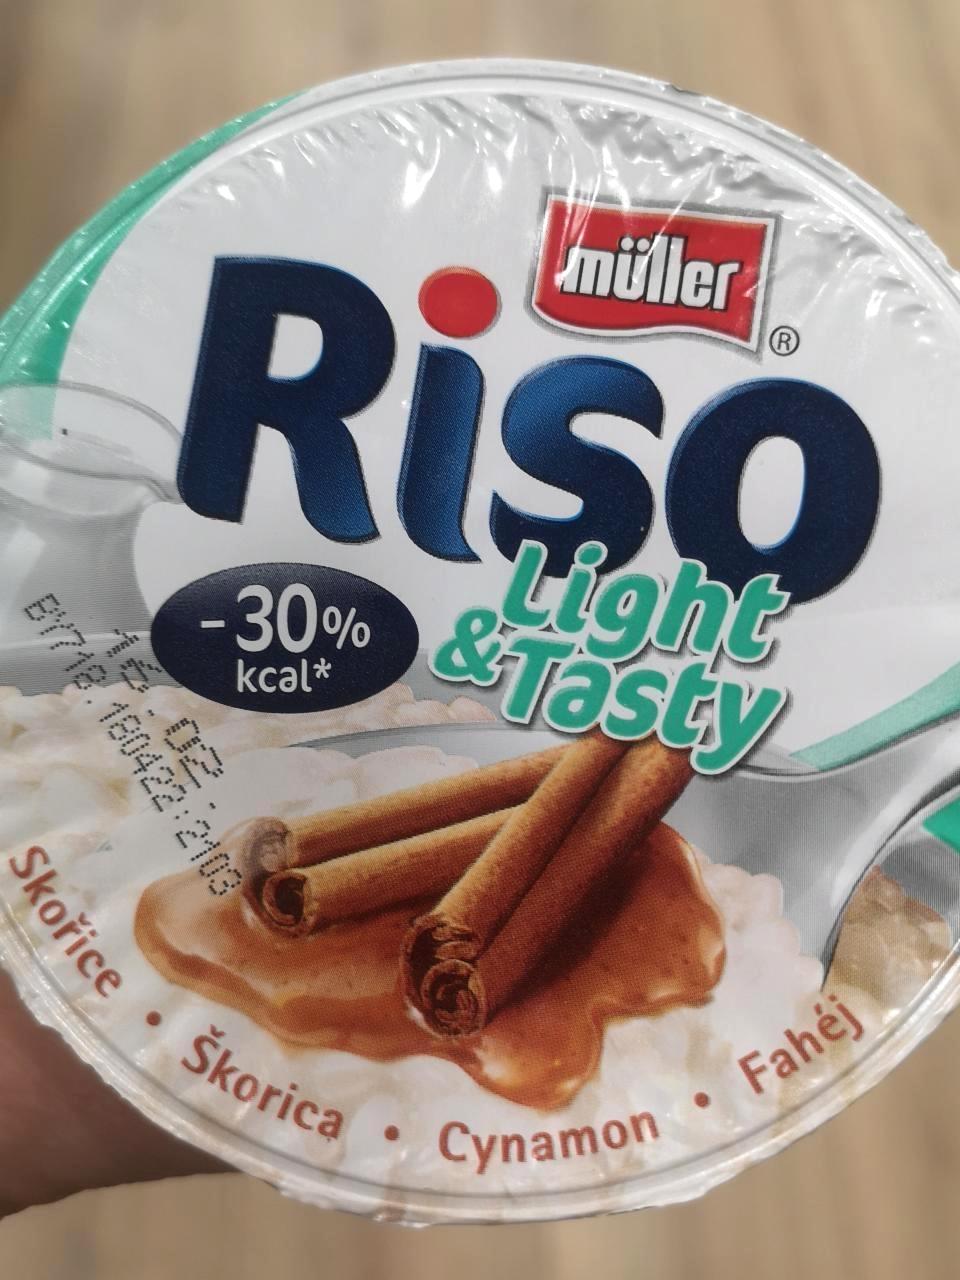 müller
®
Riso
Light
&Tasty
-30%
kcal*
Skořice • Škorica • Cynamon • Fahéj